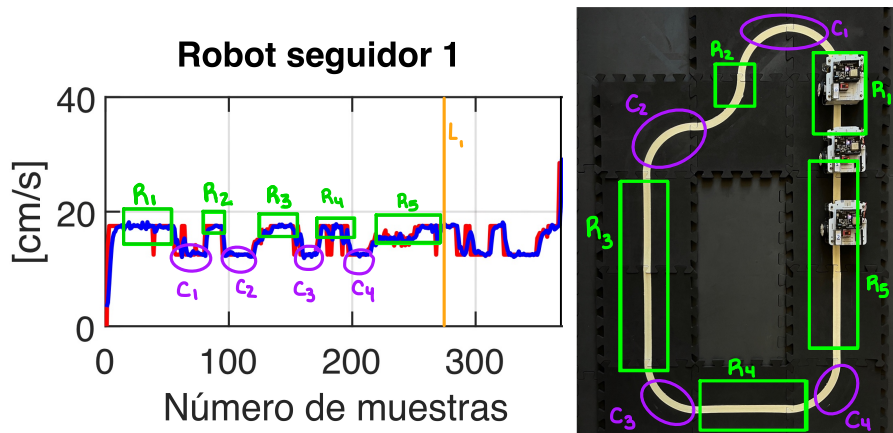 Robot seguidor 1
40
20
0
[cm/s]
0
100
200
300
Número de muestras
R1
R2
R3
R4
R5
L1
C1
C2
C3
C4
C1
R2
R1
C2
R3
R5
R4
C3
C4